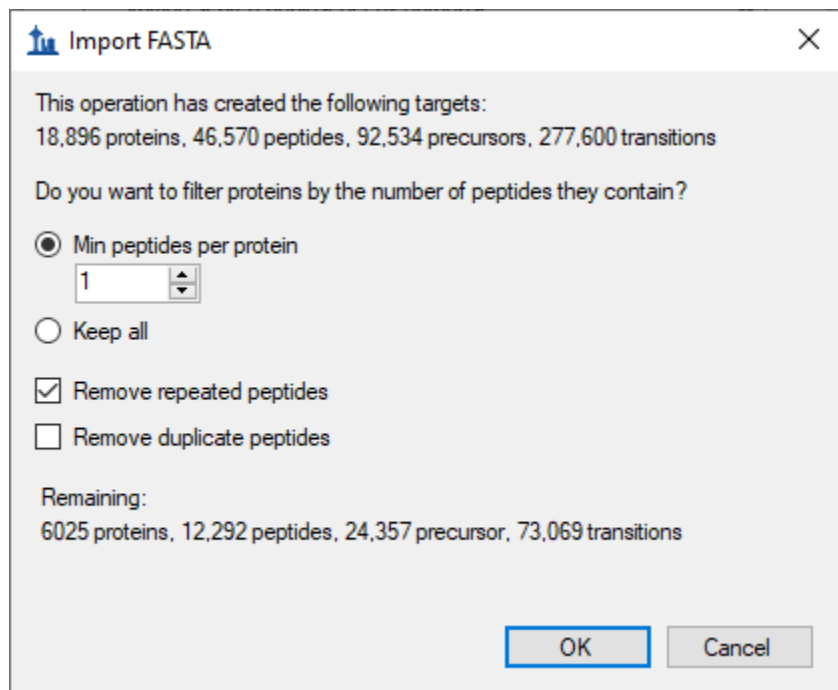 Import FASTA
This operation has created the following targets:
18,896 proteins, 46,570 peptides, 92,534 precursors, 277,600 transitions
Do you want to filter proteins by the number of peptides they contain?
Min peptides per protein
1
Keep all
Remove repeated peptides
Remove duplicate peptides
Remaining:
6025 proteins, 12,292 peptides, 24,357 precursor, 73,069 transitions
OK Cancel